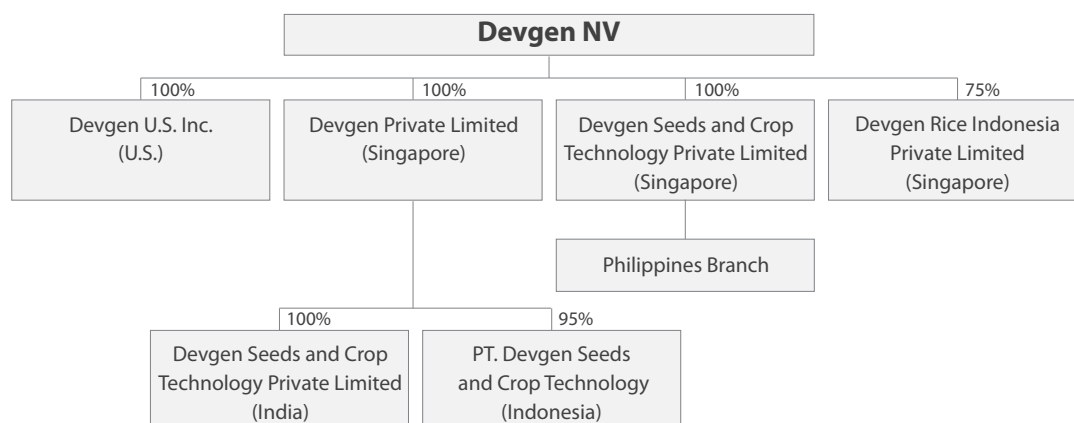 Devgen NV
100%
100%
100%
75%
Devgen U.S. Inc.
(U.S.)
Devgen Private Limited
(Singapore)
Devgen Seeds and Crop
Technology Private Limited
(Singapore)
Devgen Rice Indonesia
Private Limited
(Singapore)
Philippines Branch
100%
95%
Devgen Seeds and Crop
Technology Private Limited
(India)
PT. Devgen Seeds
and Crop Technology
(Indonesia)